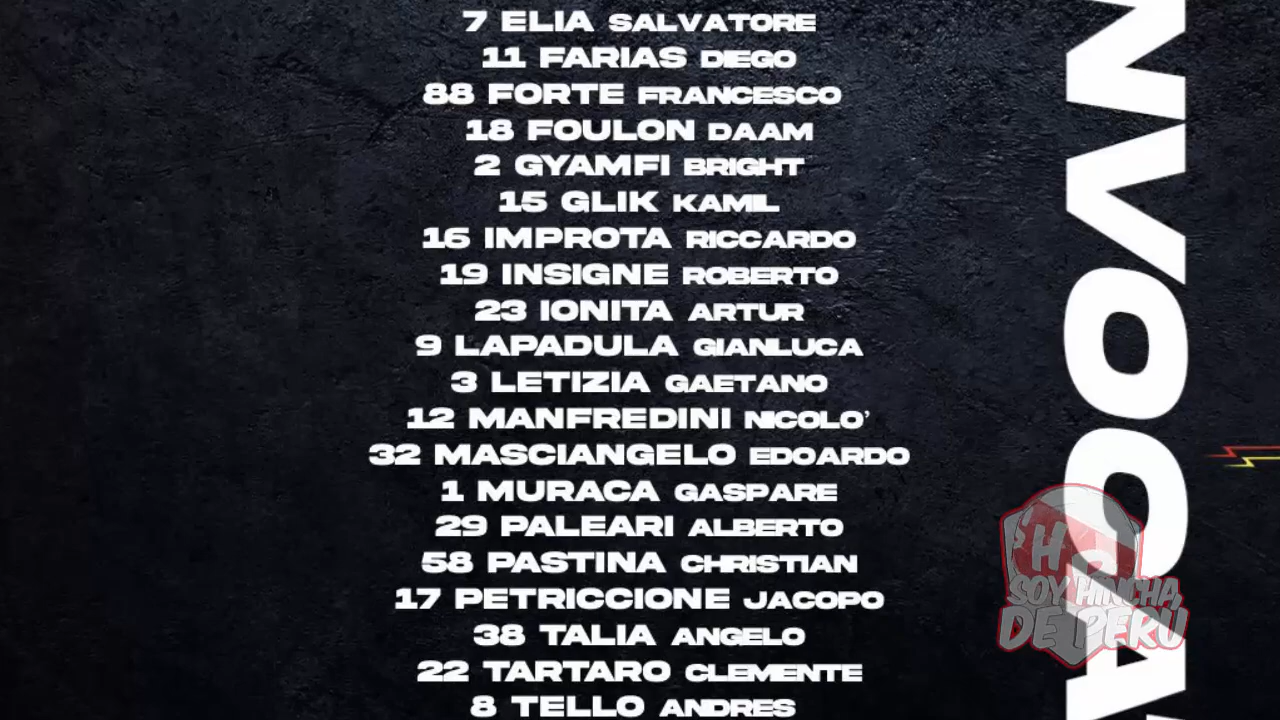 7 ELIA SALVATORE
11 FARIAS DIEGO
88 FORTE FRANCESCO
18 FOULON DAAM
2 GYAMFI BRIGHT
15 GLIK KAMIL
16 IMPROTA RICCARDO
19 INSIGNE ROBERTO
23 IONITA ARTUR
9 LAPADULA GIANLUCA
3 LETIZIA GAETANO
12 MANFREDINI NICOLO'
32 MASCIANGELO EDOARDO
1 MURACA GASPARE
29 PALEARI ALBERTO
58 PASTINA CHRISTIAN
17 PETRICCIONE JACOPO
38 TALIA ANGELO
22 TARTARO CLEMENTE
8 TELLO ANDRES
NVOCA
H
SOY HINCHA
DE PERÚ